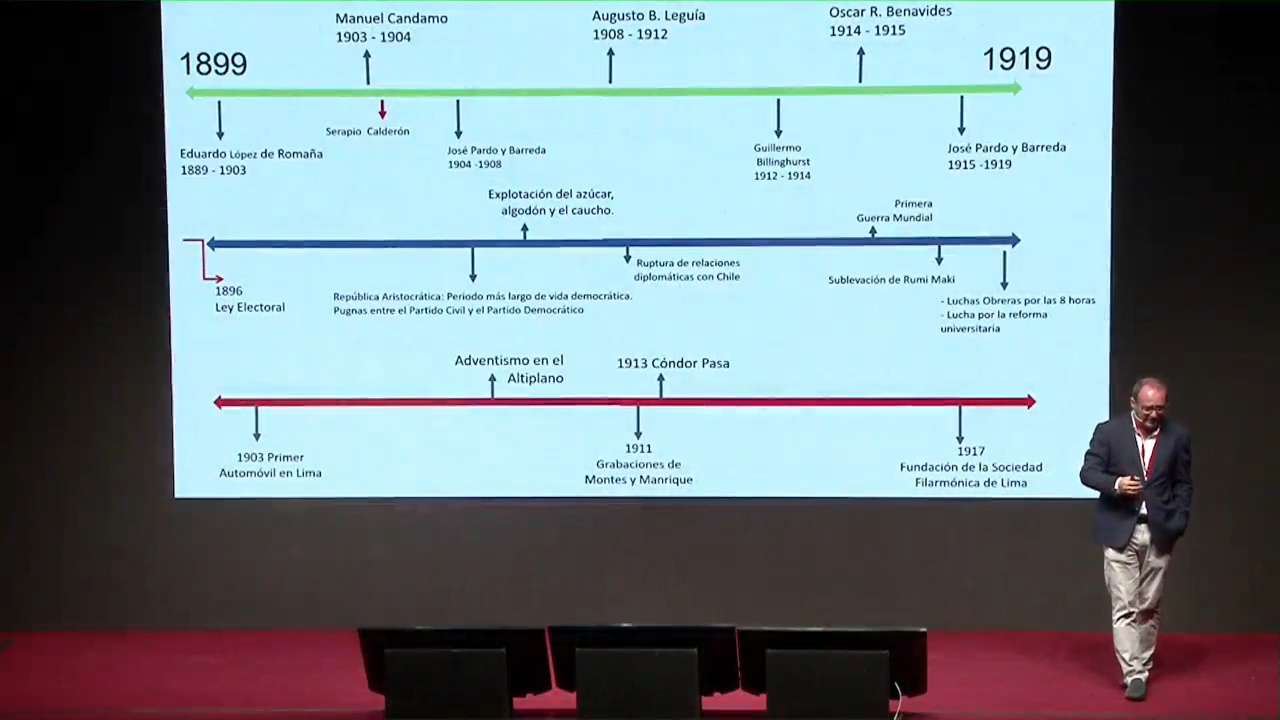 Manuel Candamo
1903 - 1904
Augusto B. Leguía
1908 - 1912
Oscar R. Benavides
1914 - 1915
1899
1919
Serapio Calderón
Eduardo López de Romaña
1889 - 1903
José Pardo y Barreda
1904 -1908
Guillermo
Billinghurst
1912 - 1914
José Pardo y Barreda
1915 -1919
Explotación del azúcar,
algodón y el caucho.
Primera
Guerra Mundial
Ruptura de relaciones
diplomáticas con Chile
Sublevación de Rumi Maki
1896
Ley Electoral
República Aristocrática: Periodo más largo de vida democrática.
Pugnas entre el Partido Civil y el Partido Democrático
- Luchas Obreras por las 8 horas
- Lucha por la reforma
universitaria
Adventismo en el
Altiplano
1913 Cóndor Pasa
1903 Primer
Automóvil en Lima
1911
Grabaciones de
Montes y Manrique
1917
Fundación de la Sociedad
Filarmónica de Lima